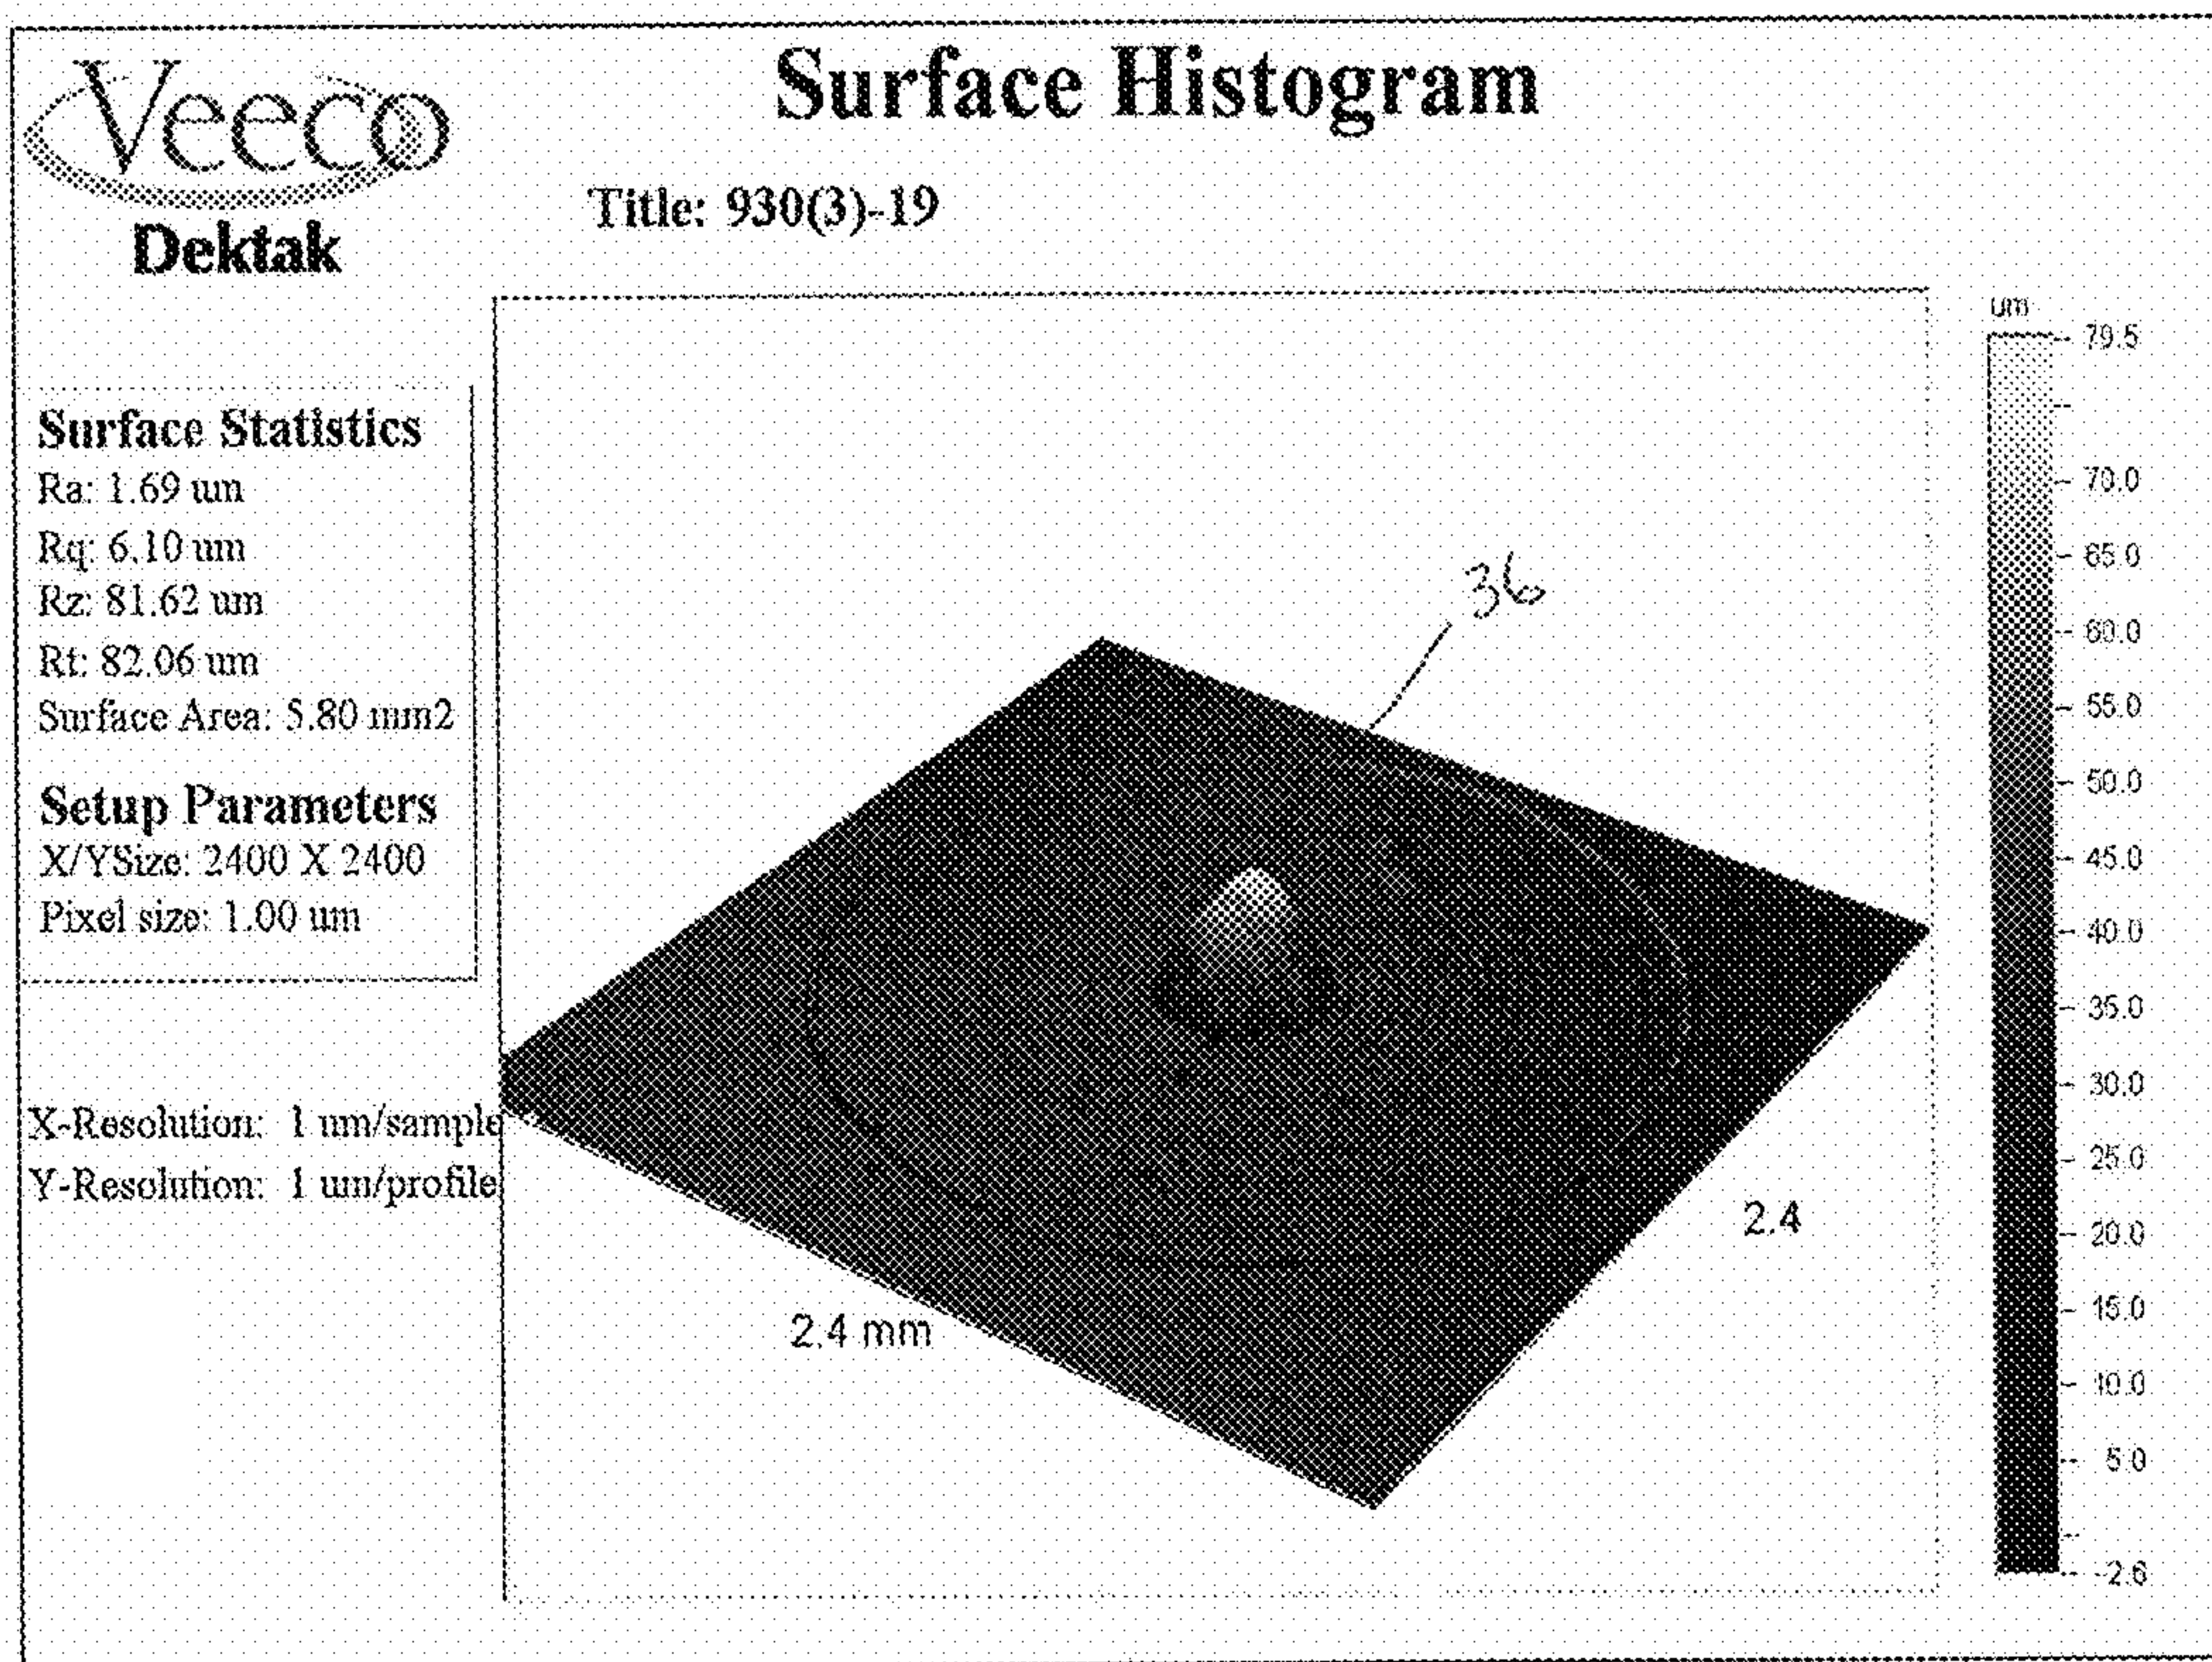 Veeco
Dektak
Surface Histogram
Title: 930(3)-19
Surface Statistics
Ra: 1.69 um
Rq: 6.10 um
Rz: 81.62 um
Rt: 82.06 um
Surface Area: 5.80 mm2
Setup Parameters
X/YSize: 2400 X 2400
Pixel size: 1.00 um
X-Resolution: 1 um/sample
Y-Resolution: 1 um/profile
36
2.4 mm
2.4
um
79.5
70.0
65.0
60.0
55.0
50.0
45.0
40.0
35.0
30.0
25.0
20.0
15.0
10.0
5.0
-2.6